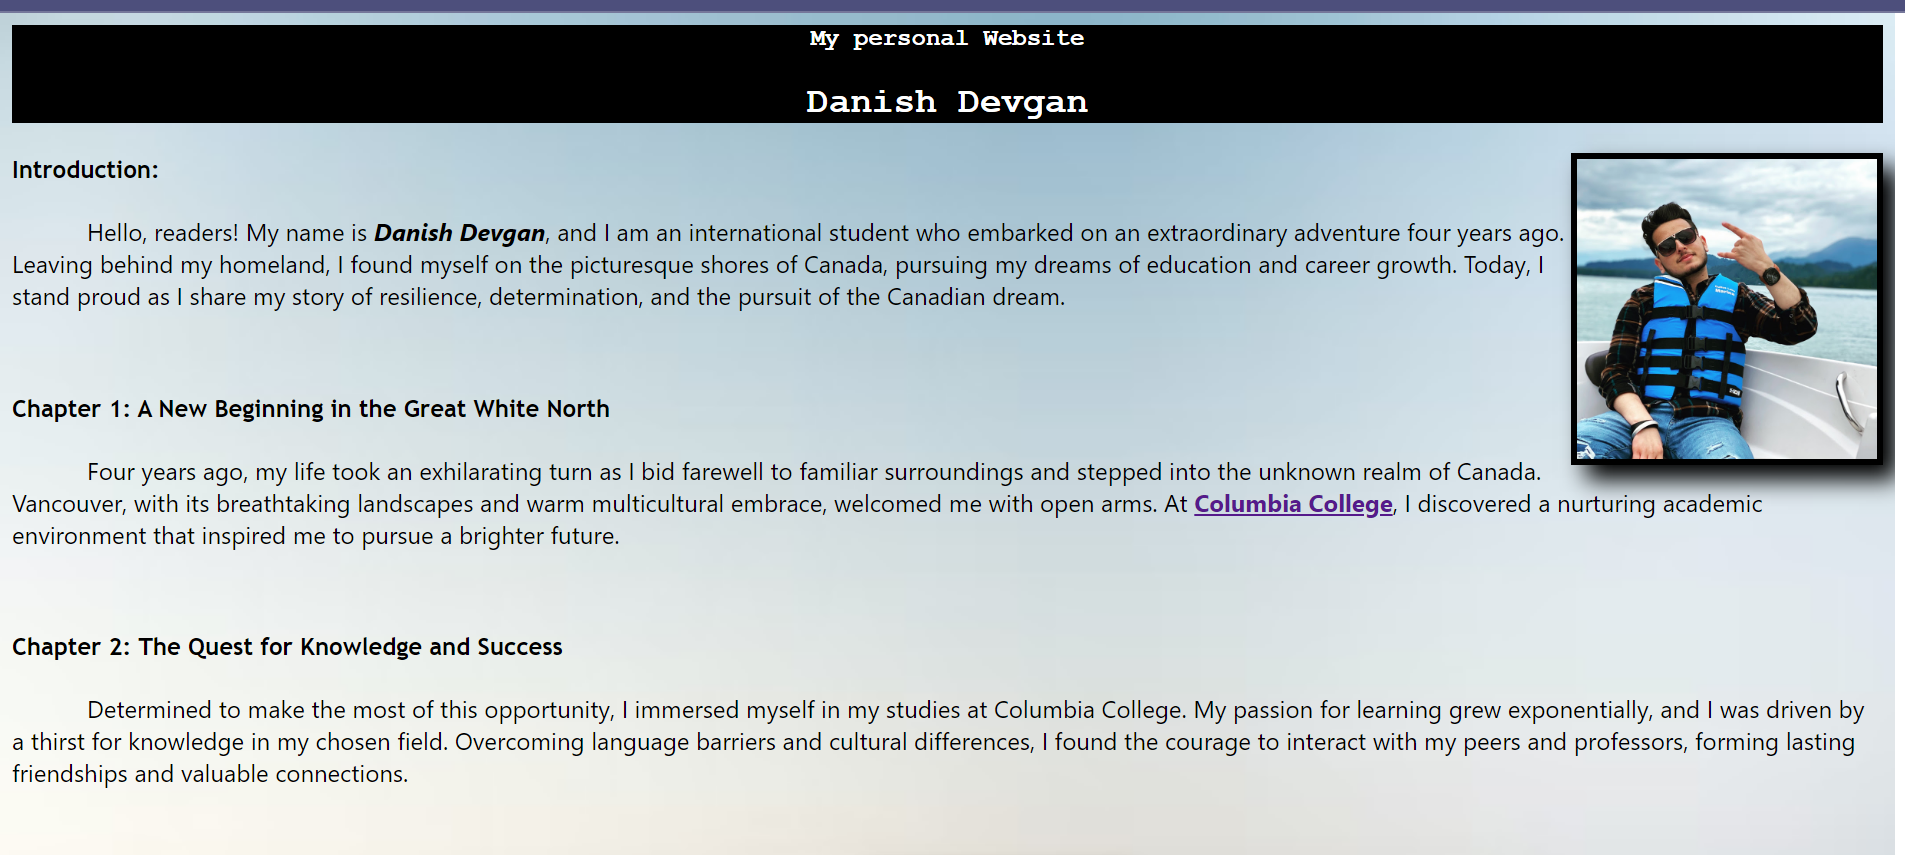 My personal Website
Danish Devgan
Introduction:
Hello, readers! My name is Danish Devgan, and I am an international student who embarked on an extraordinary adventure four years ago.
Leaving behind my homeland, I found myself on the picturesque shores of Canada, pursuing my dreams of education and career growth. Today, I
stand proud as I share my story of resilience, determination, and the pursuit of the Canadian dream.
Chapter 1: A New Beginning in the Great White North
Four years ago, my life took an exhilarating turn as I bid farewell to familiar surroundings and stepped into the unknown realm of Canada.
Vancouver, with its breathtaking landscapes and warm multicultural embrace, welcomed me with open arms. At Columbia College, I discovered a nurturing academic
environment that inspired me to pursue a brighter future.
Chapter 2: The Quest for Knowledge and Success
Determined to make the most of this opportunity, I immersed myself in my studies at Columbia College. My passion for learning grew exponentially, and I was driven by
a thirst for knowledge in my chosen field. Overcoming language barriers and cultural differences, I found the courage to interact with my peers and professors, forming lasting
friendships and valuable connections.